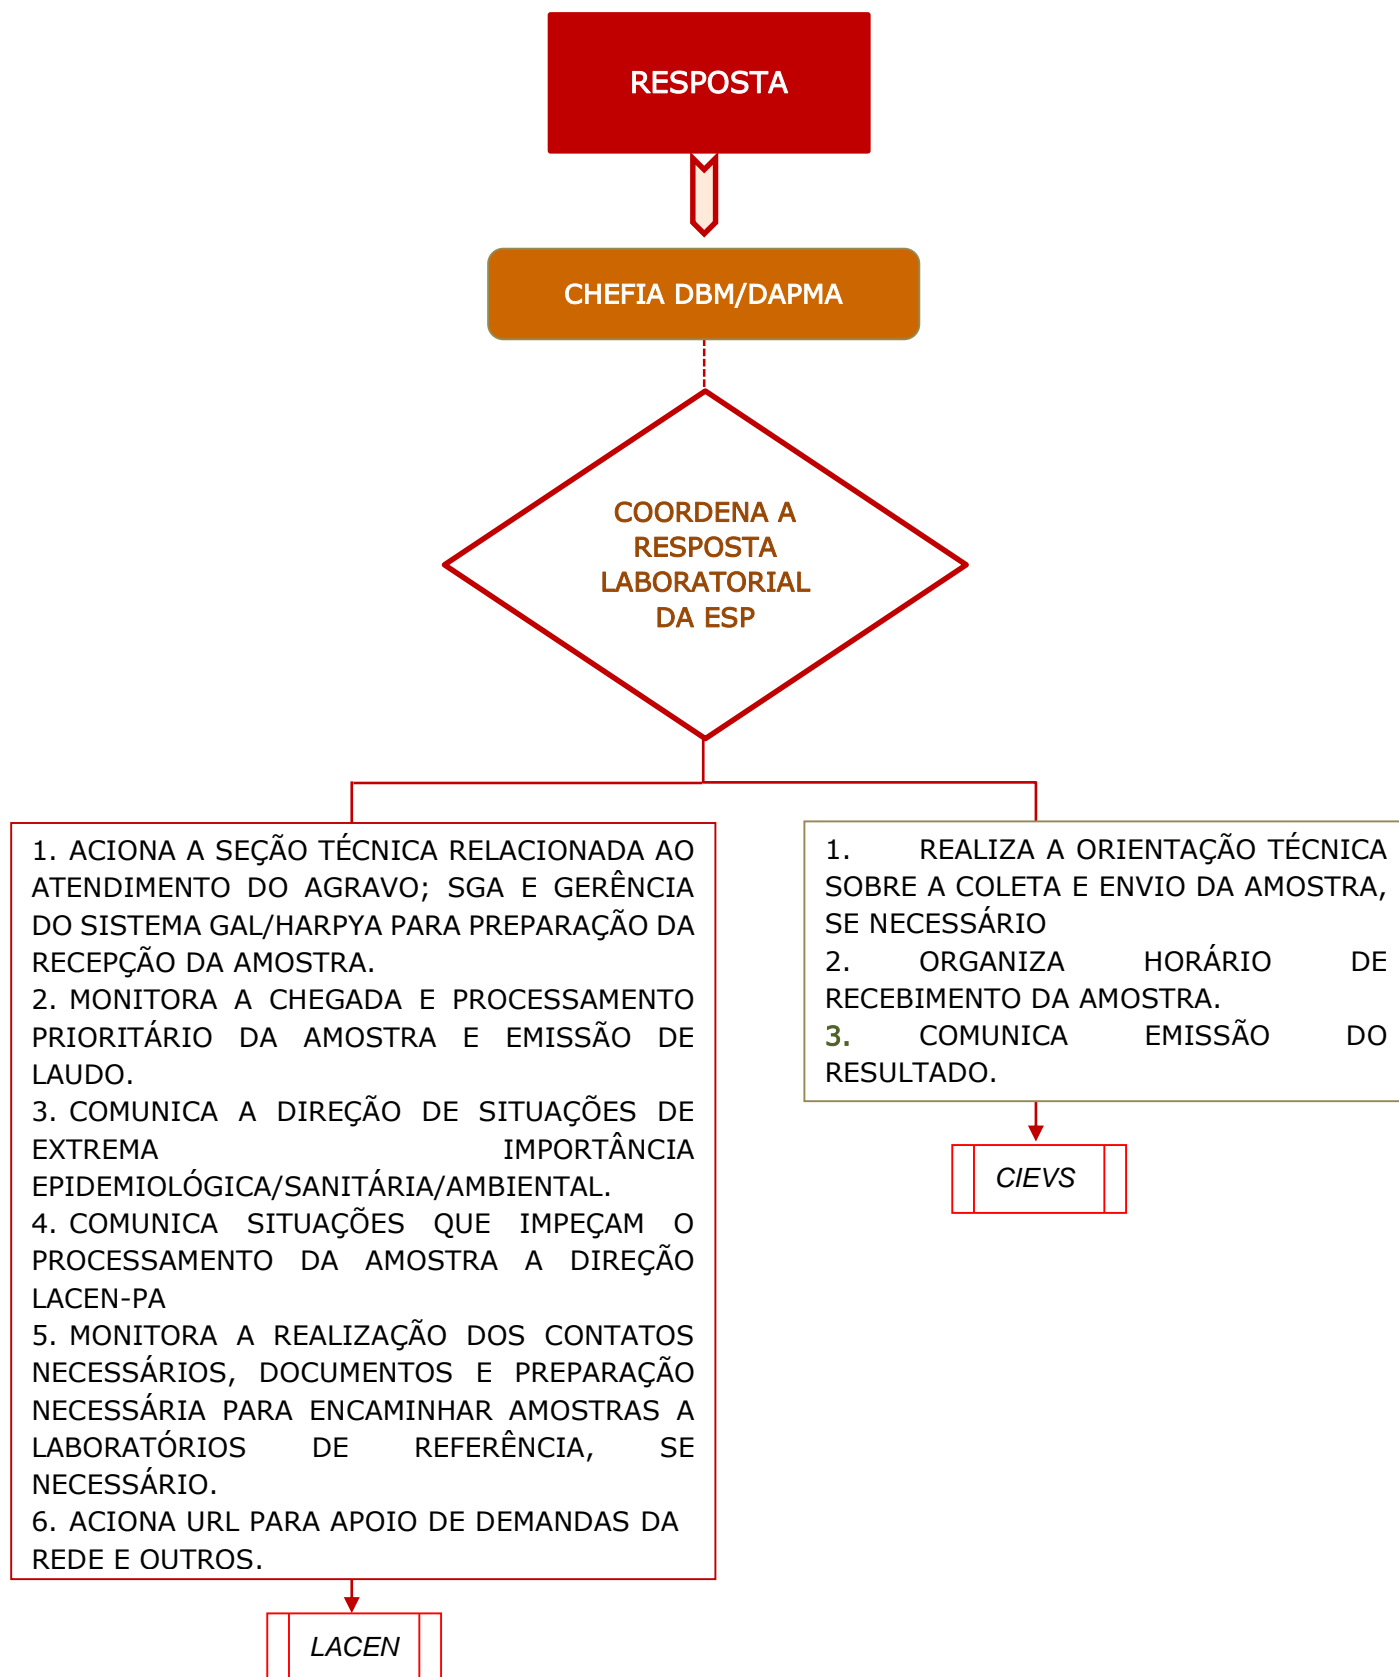 RESPOSTA
CHEFIA DBM/DAPMA
COORDENA A
RESPOSTA
LABORATORIAL
DA ESP
1. ACIONA A SEÇÃO TÉCNICA RELACIONADA AO
ATENDIMENTO DO AGRAVO; SGA E GERÊNCIA
DO SISTEMA GAL/HARPYA PARA PREPARAÇÃO DA
RECEPÇÃO DA AMOSTRA.
2. MONITORA A CHEGADA E PROCESSAMENTO
PRIORITÁRIO DA AMOSTRA E EMISSÃO DE
LAUDO.
3. COMUNICA A DIREÇÃO DE SITUAÇÕES DE
EXTREMA IMPORTÂNCIA
EPIDEMIOLÓGICA/SANITÁRIA/AMBIENTAL.
4. COMUNICA SITUAÇÕES QUE IMPEÇAM O
PROCESSAMENTO DA AMOSTRA A DIREÇÃO
LACEN-PA
5. MONITORA A REALIZAÇÃO DOS CONTATOS
NECESSÁRIOS, DOCUMENTOS E PREPARAÇÃO
NECESSÁRIA PARA ENCAMINHAR AMOSTRAS A
LABORATÓRIOS DE REFERÊNCIA, SE
NECESSÁRIO.
6. ACIONA URL PARA APOIO DE DEMANDAS DA
REDE E OUTROS.
LACEN
1. REALIZA A ORIENTAÇÃO TÉCNICA
SOBRE A COLETA E ENVIO DA AMOSTRA,
SE NECESSÁRIO
2. ORGANIZA HORÁRIO DE
RECEBIMENTO DA AMOSTRA.
3. COMUNICA EMISSÃO DO
RESULTADO.
CIEVS